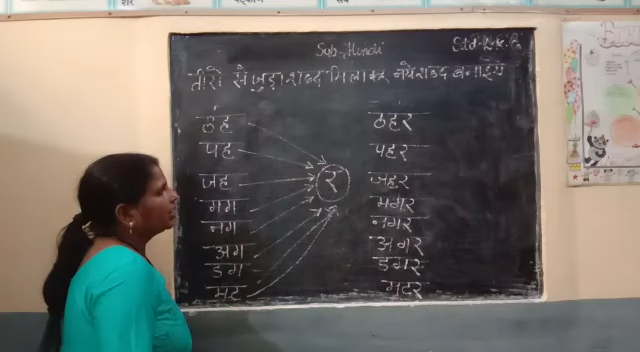 Sub-Hindi
तीरो से जुड़ा शब्द मिलाकर नये शब्द बनाइये
ठह ठहर
पह पहर
जह र जहर
मग मगर
नग नगर
अग अगर
डग डगर
मट मटर